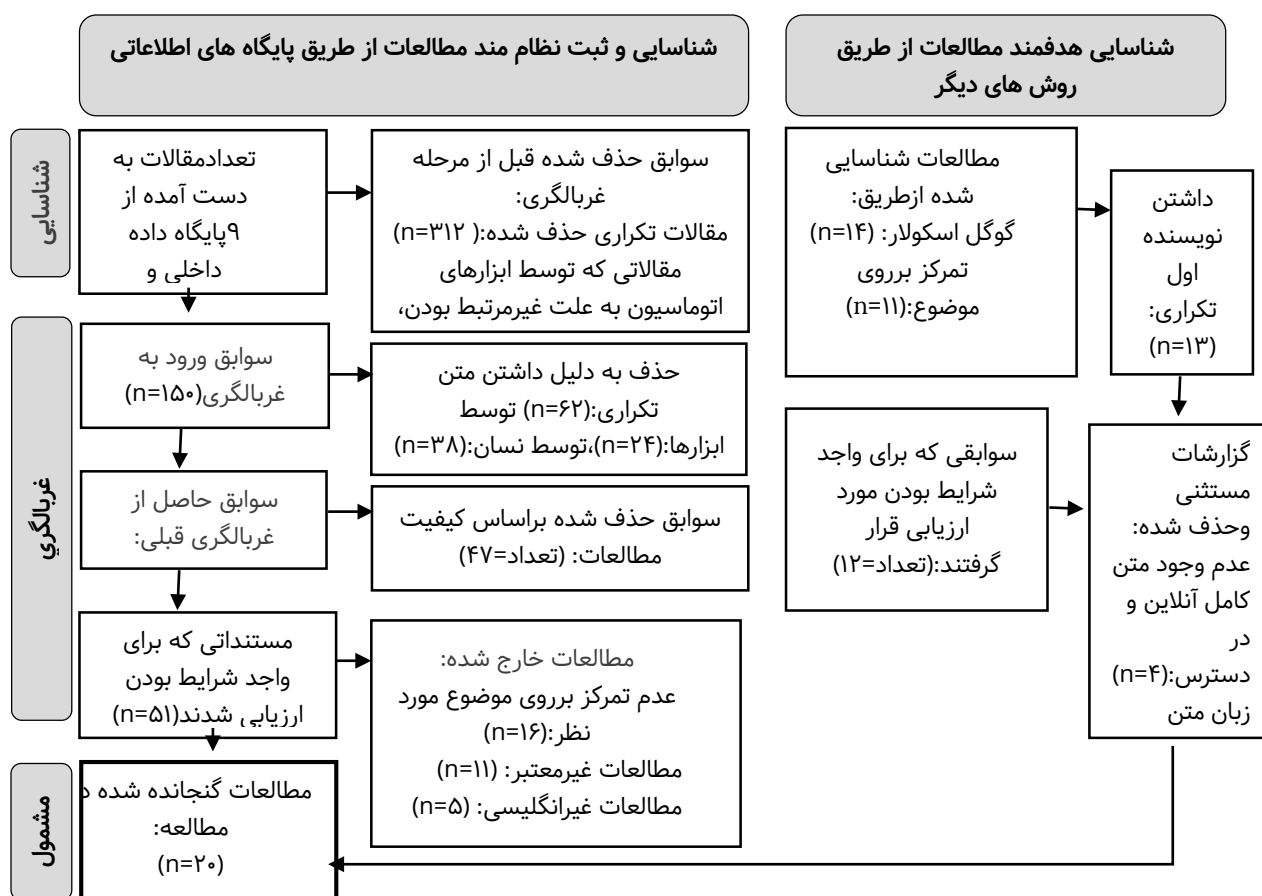 شناسایی و ثبت نظام مند مطالعات از طریق پایگاه های اطلاعاتی
شناسایی هدفمند مطالعات از طریق
روش های دیگر
شناسایی
تعدادمقالات به
دست آمده از
۹پایگاه داده
داخلی و
سوابق حذف شده قبل از مرحله
غربالگری:
مقالات تکراری حذف شده:( n=۳۱۲)
مقالاتی که توسط ابزارهای
اتوماسیون به علت غیرمرتبط بودن،
مطالعات شناسایی
شده ازطریق:
گوگل اسکولار: (n=۱۴)
تمرکز برروی
موضوع:(n=۱۱)
داشتن
نویسنده
اول
تکراری:
(n=۱۳)
غربالگري
سوابق ورود به
غربالگری(n=۱۵۰)
حذف به دلیل داشتن متن
تکراری:(n=۶۲) توسط
ابزارها:(n=۲۴)،توسط نسان:(n=۳۸)
سوابق حاصل از
غربالگری قبلی:
سوابق حذف شده براساس کیفیت
مطالعات: (تعداد=۴۷)
سوابقی که برای واجد
شرایط بودن مورد
ارزیابی قرار
گرفتند:(تعداد=۱۲)
گزارشات
مستثنی
وحذف شده:
عدم وجود متن
کامل آنلاین و
در
دسترس:(n=۴)
زبان متن
مستنداتی که برای
واجد شرایط بودن
ارزیابی شدند(n=۵۱)
مطالعات خارج شده:
عدم تمرکز برروی موضوع مورد
نظر:(n=۱۶)
مطالعات غیرمعتبر: (n=۱۱)
مطالعات غیرانگلیسی: (n=۵)
مشمول
مطالعات گنجانده شده د
مطالعه:
(n=۲۰)